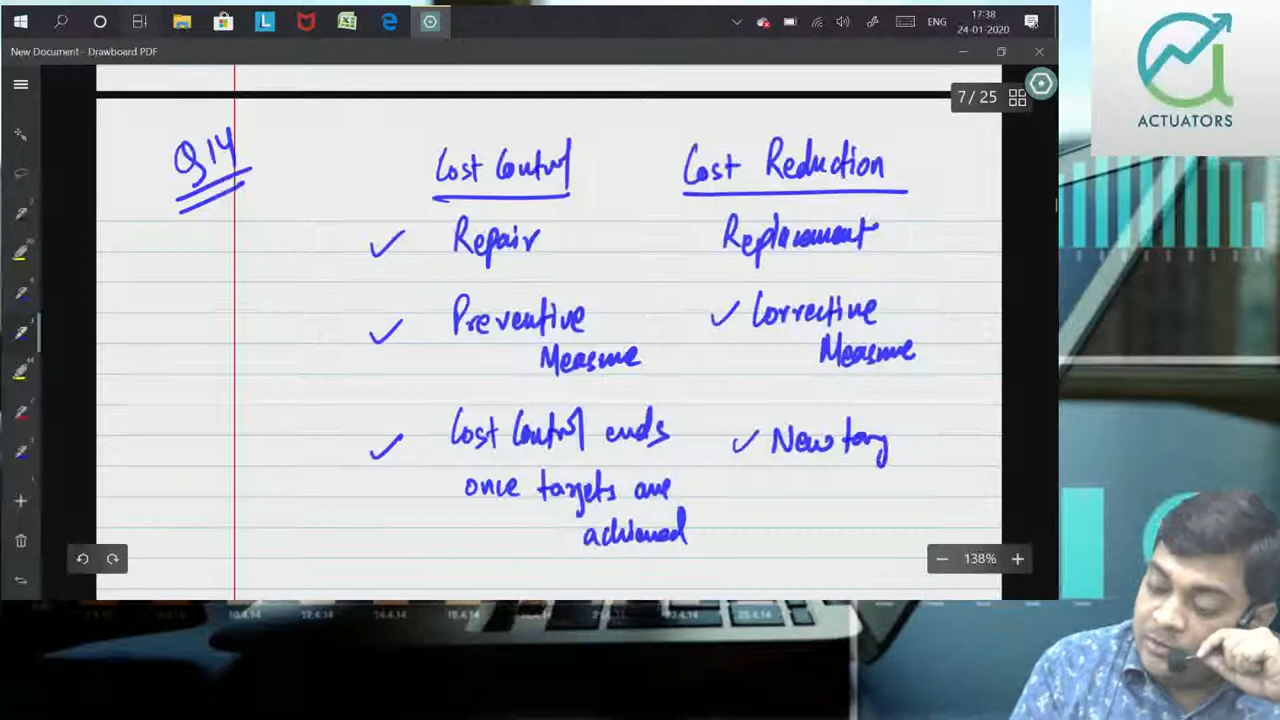 17:38
ENG
24-01-2020
New Document - Drawboard PDF
7 / 25
ACTUATORS
Q14
Cost Control Cost Reduction
Repair Replacement
Preventive Corrective
Measure Measure
Cost Control ends New targ
once targets are
achieved
138%